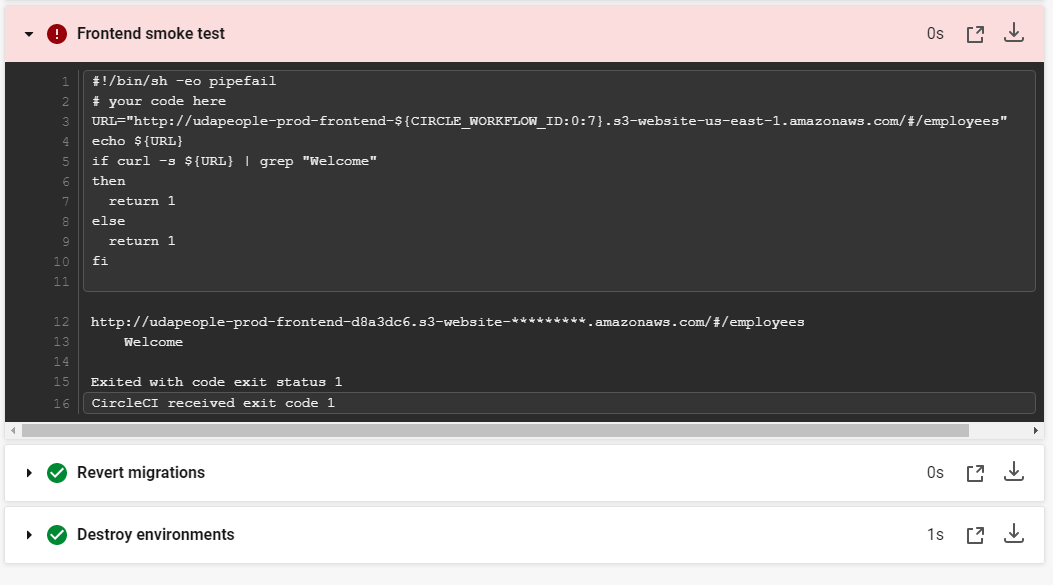 Frontend smoke test 0s
1 #!/bin/sh -eo pipefail
2 # your code here
3 URL="http://udapeople-prod-frontend-${CIRCLE_WORKFLOW_ID:0:7}.s3-website-us-east-1.amazonaws.com/#/employees"
4 echo ${URL}
5 if curl -s ${URL} | grep "Welcome"
6 then
7   return 1
8 else
9   return 1
10 fi
11
12 http://udapeople-prod-frontend-d8a3dc6.s3-website-*********.amazonaws.com/#/employees
13     Welcome
14
15 Exited with code exit status 1
16 CircleCI received exit code 1
Revert migrations 0s
Destroy environments 1s